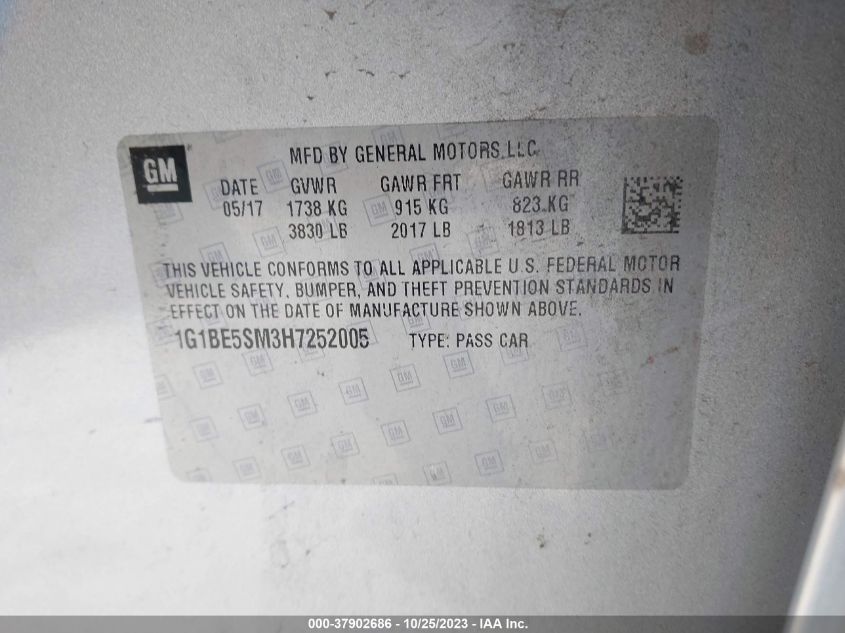 GM
MFD BY GENERAL MOTORS LLC
DATE GVWR GAWR FRT GAWR RR
05/17 1738 KG 915 KG 823 KG
3830 LB 2017 LB 1813 LB
THIS VEHICLE CONFORMS TO ALL APPLICABLE U.S. FEDERAL MOTOR
VEHICLE SAFETY, BUMPER, AND THEFT PREVENTION STANDARDS IN
EFFECT ON THE DATE OF MANUFACTURE SHOWN ABOVE.
1G1BE5SM3H7252005 TYPE: PASS CAR
000-37902686 - 10/25/2023 - IAA Inc.